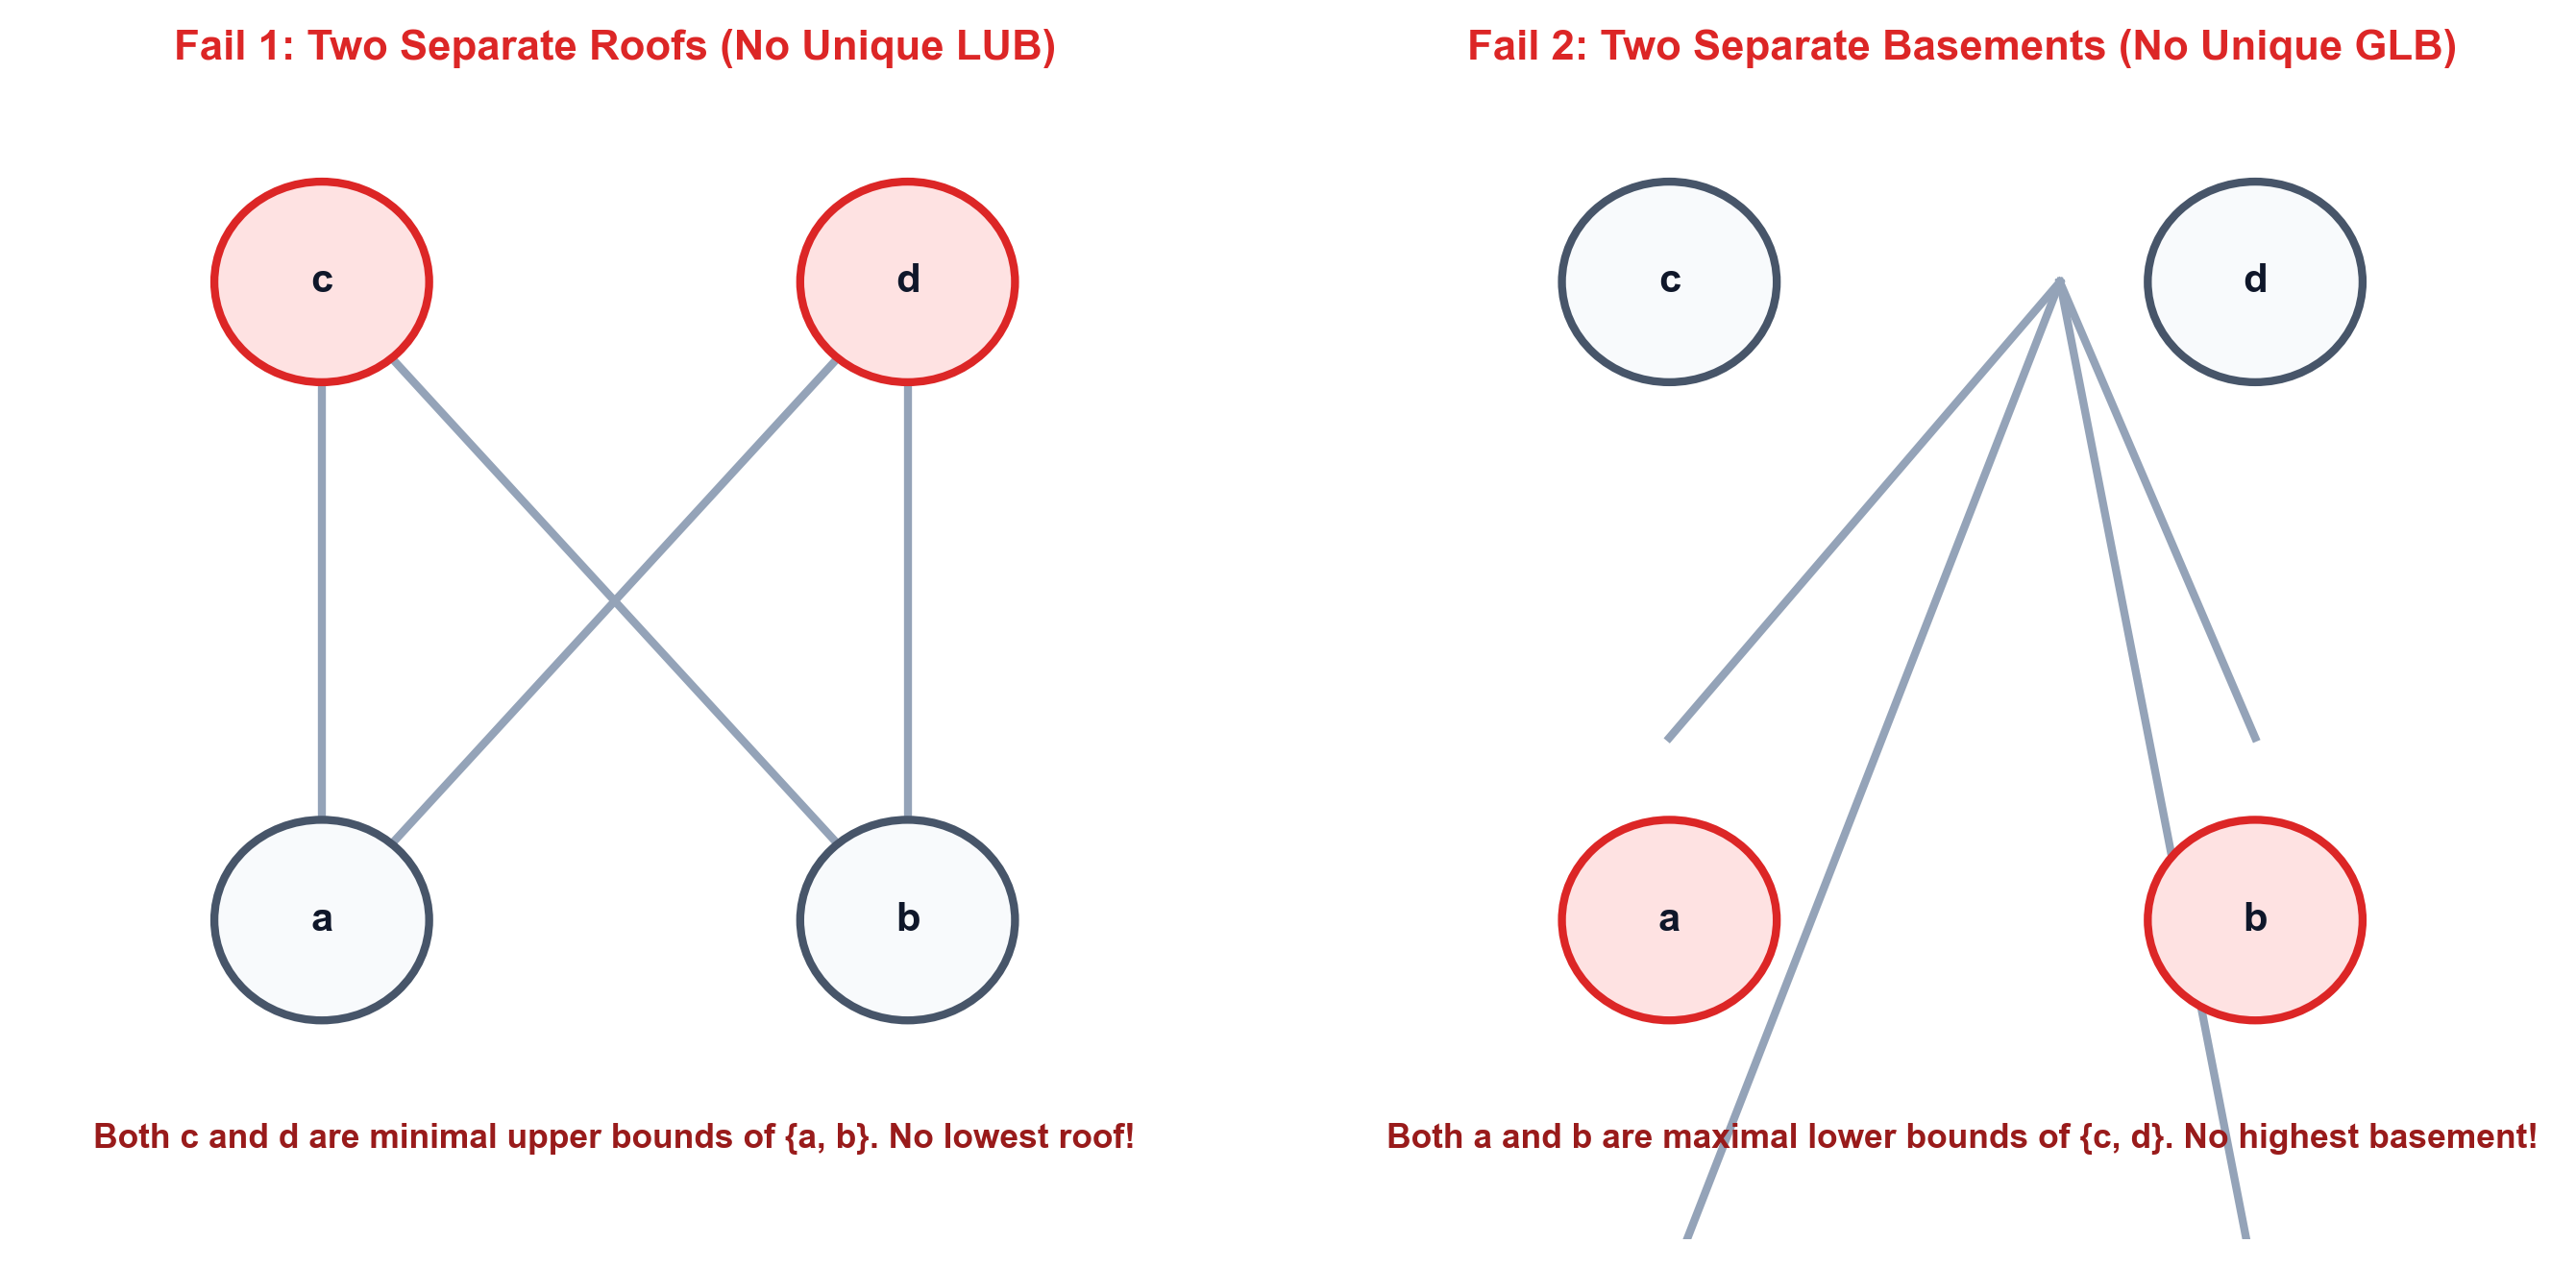 Fail 1: Two Separate Roofs (No Unique LUB)
c
d
a
b
Both c and d are minimal upper bounds of {a, b}. No lowest roof!
Fail 2: Two Separate Basements (No Unique GLB)
c
d
a
b
Both a and b are maximal lower bounds of {c, d}. No highest basement!